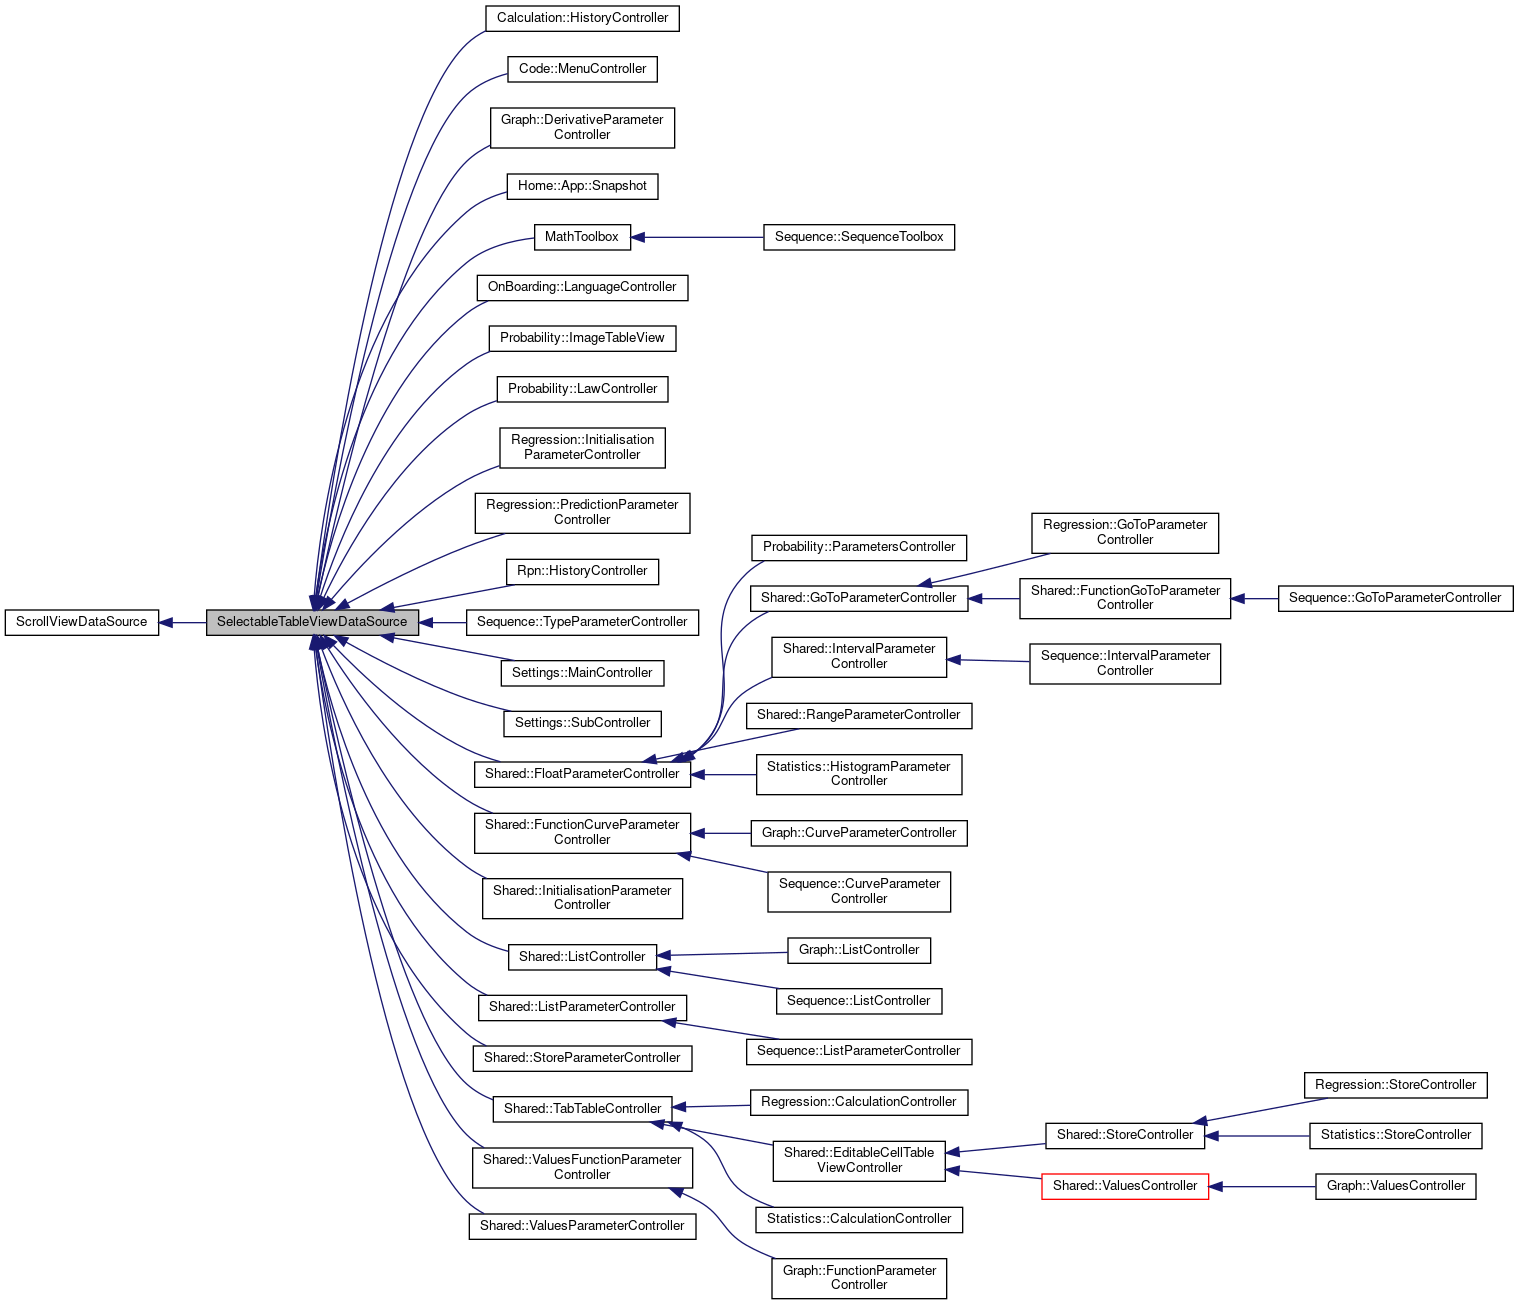 Calculation::HistoryController
Code::MenuController
Graph::DerivativeParameter
Controller
Home::App::Snapshot
MathToolbox
Sequence::SequenceToolbox
OnBoarding::LanguageController
Probability::ImageTableView
Probability::LawController
Regression::Initialisation
ParameterController
Regression::PredictionParameter
Controller
Rpn::HistoryController
ScrollViewDataSource
SelectableTableViewDataSource
Sequence::TypeParameterController
Settings::MainController
Settings::SubController
Shared::FloatParameterController
Probability::ParametersController
Shared::GoToParameterController
Regression::GoToParameter
Controller
Shared::FunctionGoToParameter
Controller
Sequence::GoToParameterController
Shared::IntervalParameter
Controller
Sequence::IntervalParameter
Controller
Shared::RangeParameterController
Statistics::HistogramParameter
Controller
Shared::FunctionCurveParameter
Controller
Graph::CurveParameterController
Sequence::CurveParameter
Controller
Shared::InitialisationParameter
Controller
Shared::ListController
Graph::ListController
Sequence::ListController
Shared::ListParameterController
Sequence::ListParameterController
Shared::StoreParameterController
Shared::TabTableController
Regression::CalculationController
Shared::EditableCellTable
ViewController
Shared::StoreController
Regression::StoreController
Statistics::StoreController
Shared::ValuesController
Graph::ValuesController
Statistics::CalculationController
Shared::ValuesFunctionParameter
Controller
Graph::FunctionParameter
Controller
Shared::ValuesParameterController